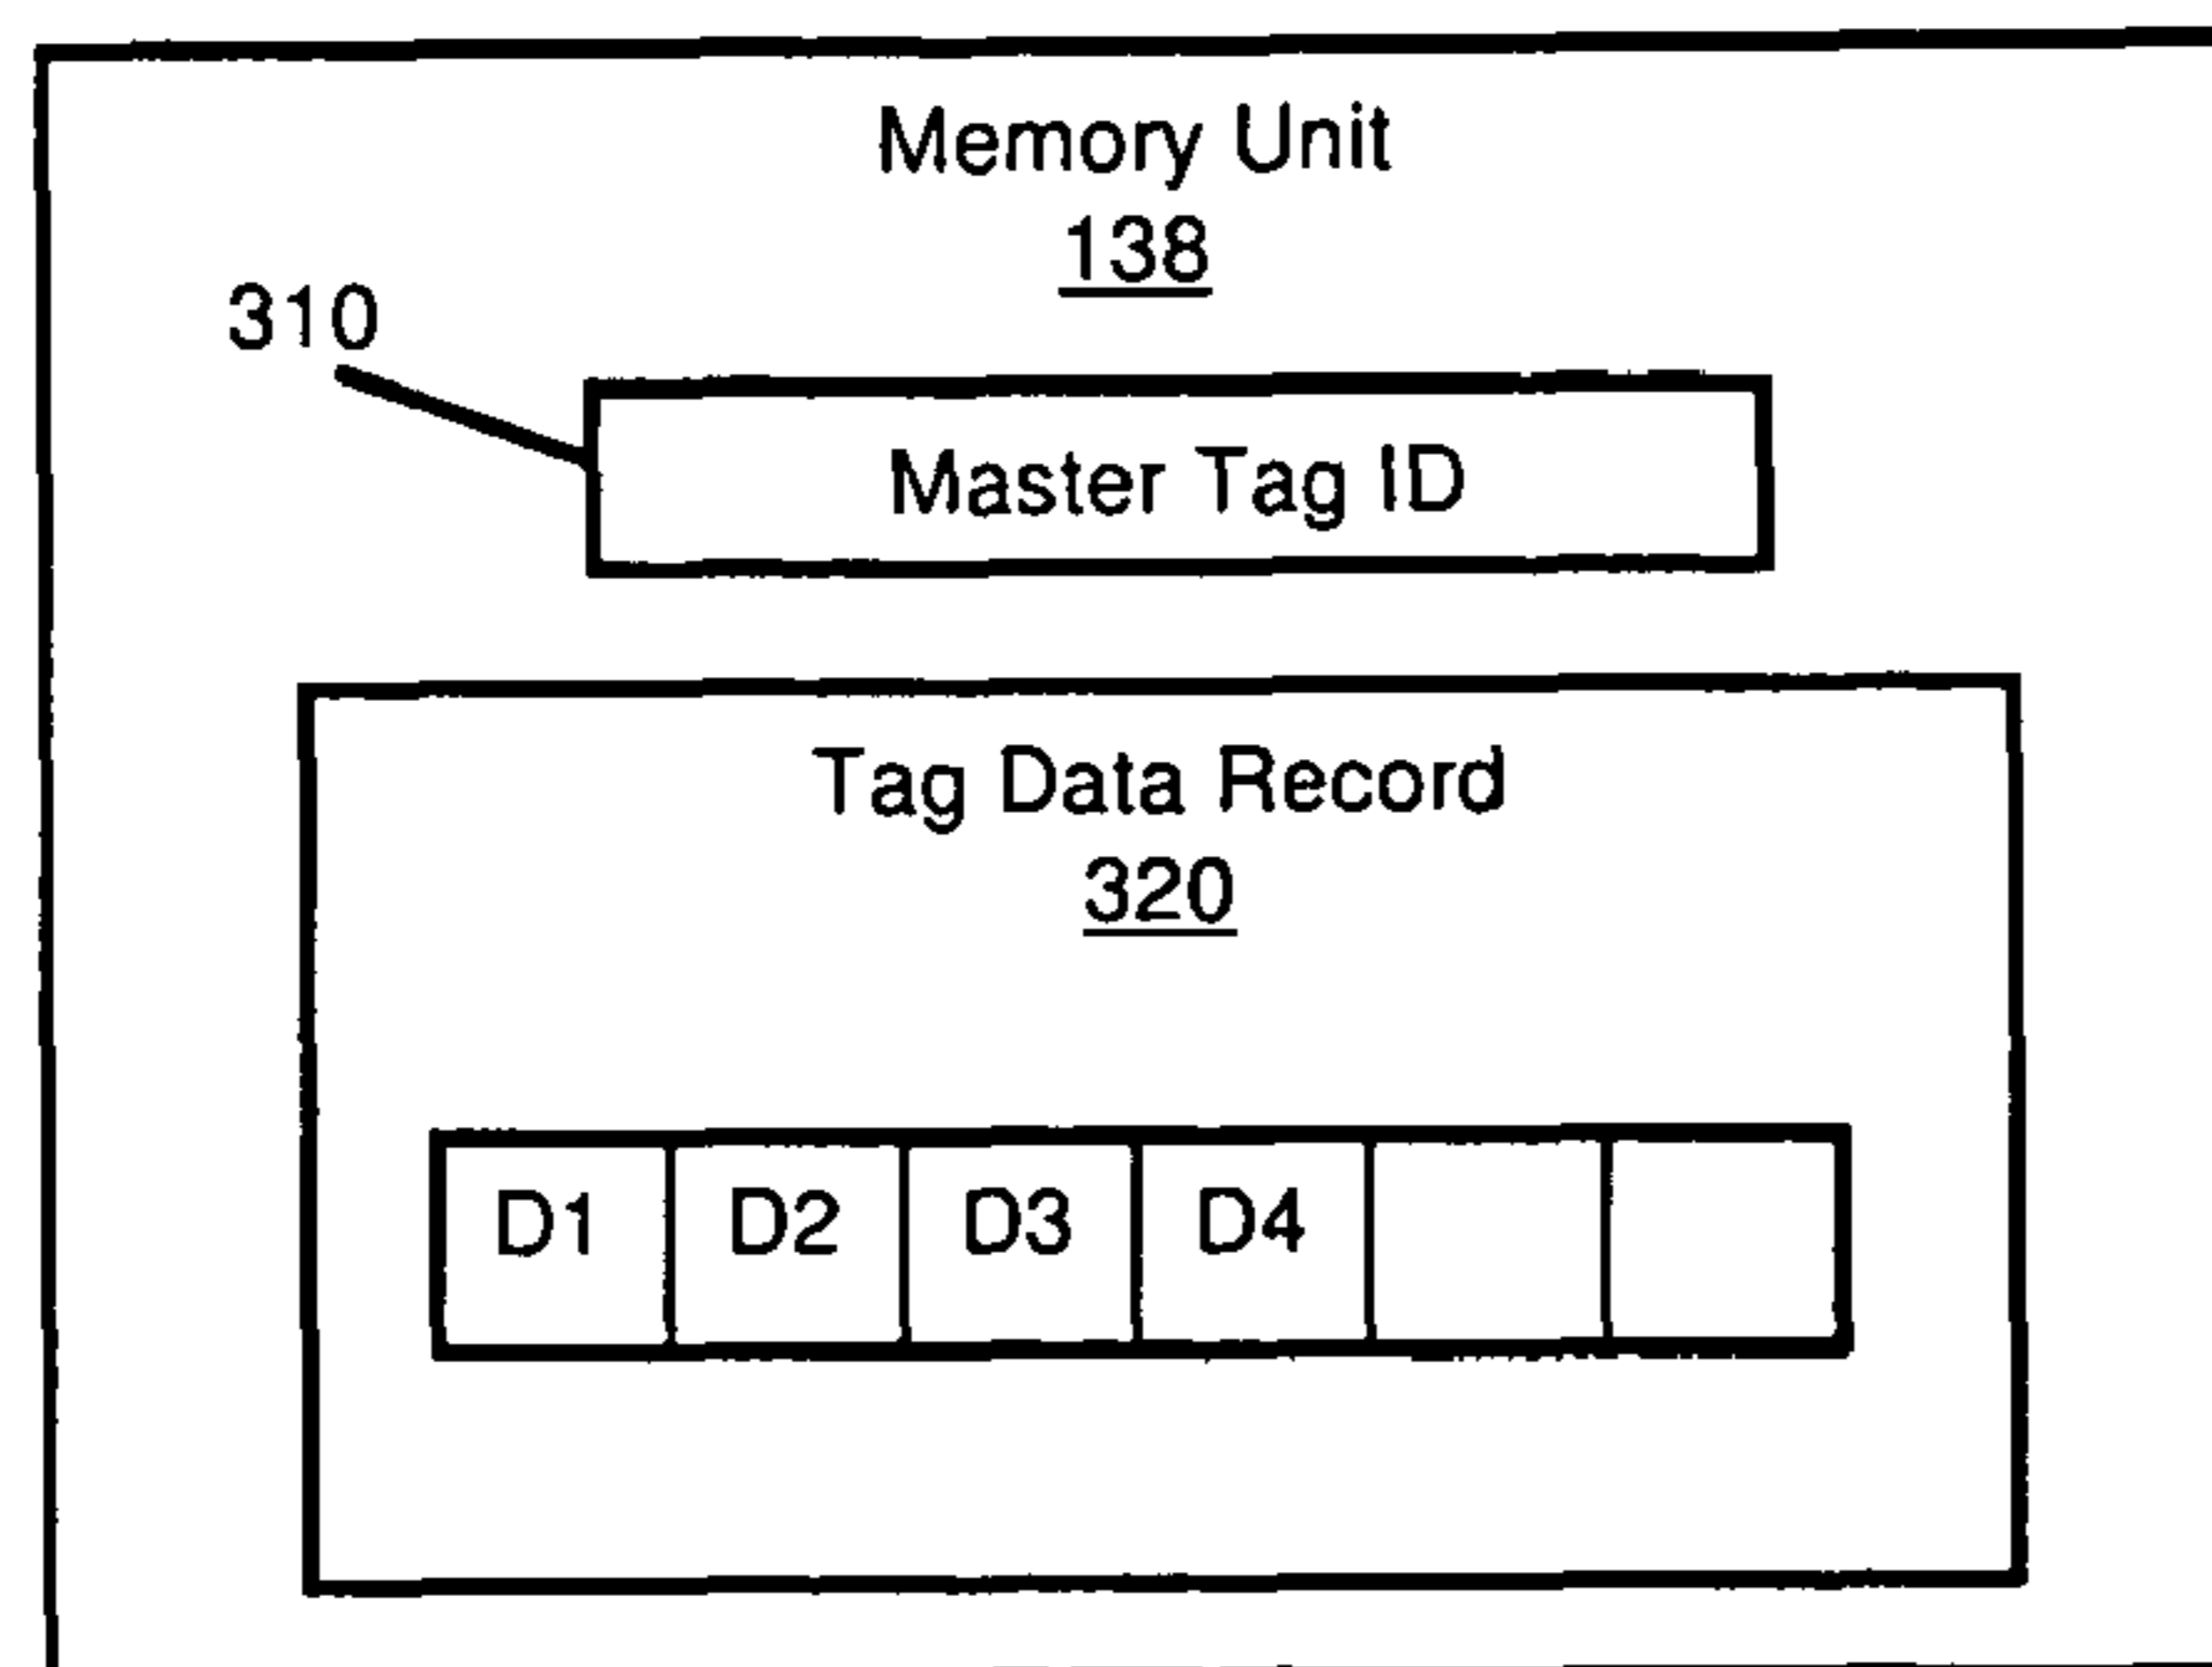 Memory Unit
138
310
Master Tag ID
Tag Data Record
320
D1 D2 D3 D4